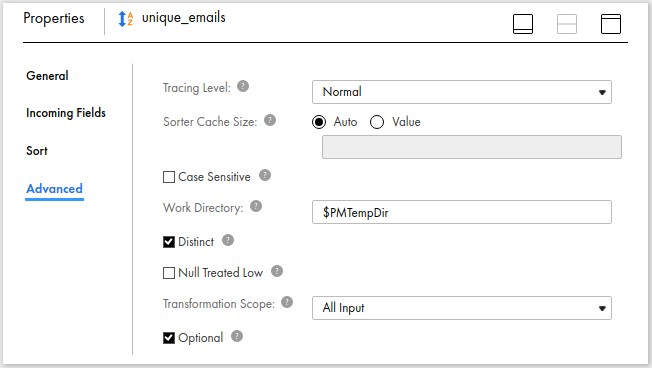 Properties
unique_emails
General
Incoming Fields
Sort
Advanced
Tracing Level: ?
Normal
Sorter Cache Size: ?
Auto Value
Case Sensitive ?
Work Directory: ?
$PMTempDir
Distinct ?
Null Treated Low ?
Transformation Scope: ?
All Input
Optional ?